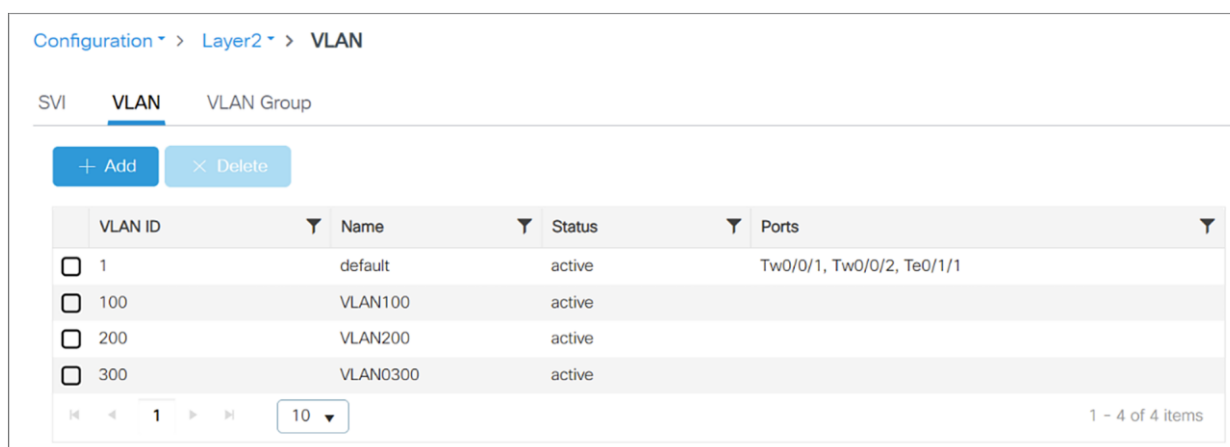 Configuration > Layer2 > VLAN
SVI VLAN VLAN Group
+ Add × Delete
VLAN ID Name Status Ports
1 default active Tw0/0/1, Tw0/0/2, Te0/1/1
100 VLAN100 active
200 VLAN200 active
300 VLAN0300 active
1 10 1 - 4 of 4 items